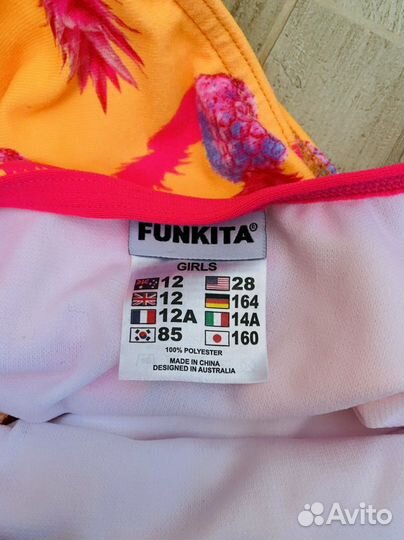 FUNKITA®
GIRLS
12 28
12 164
12A 14A
85 160
100% POLYESTER
MADE IN CHINA
DESIGNED IN AUSTRALIA
Avito